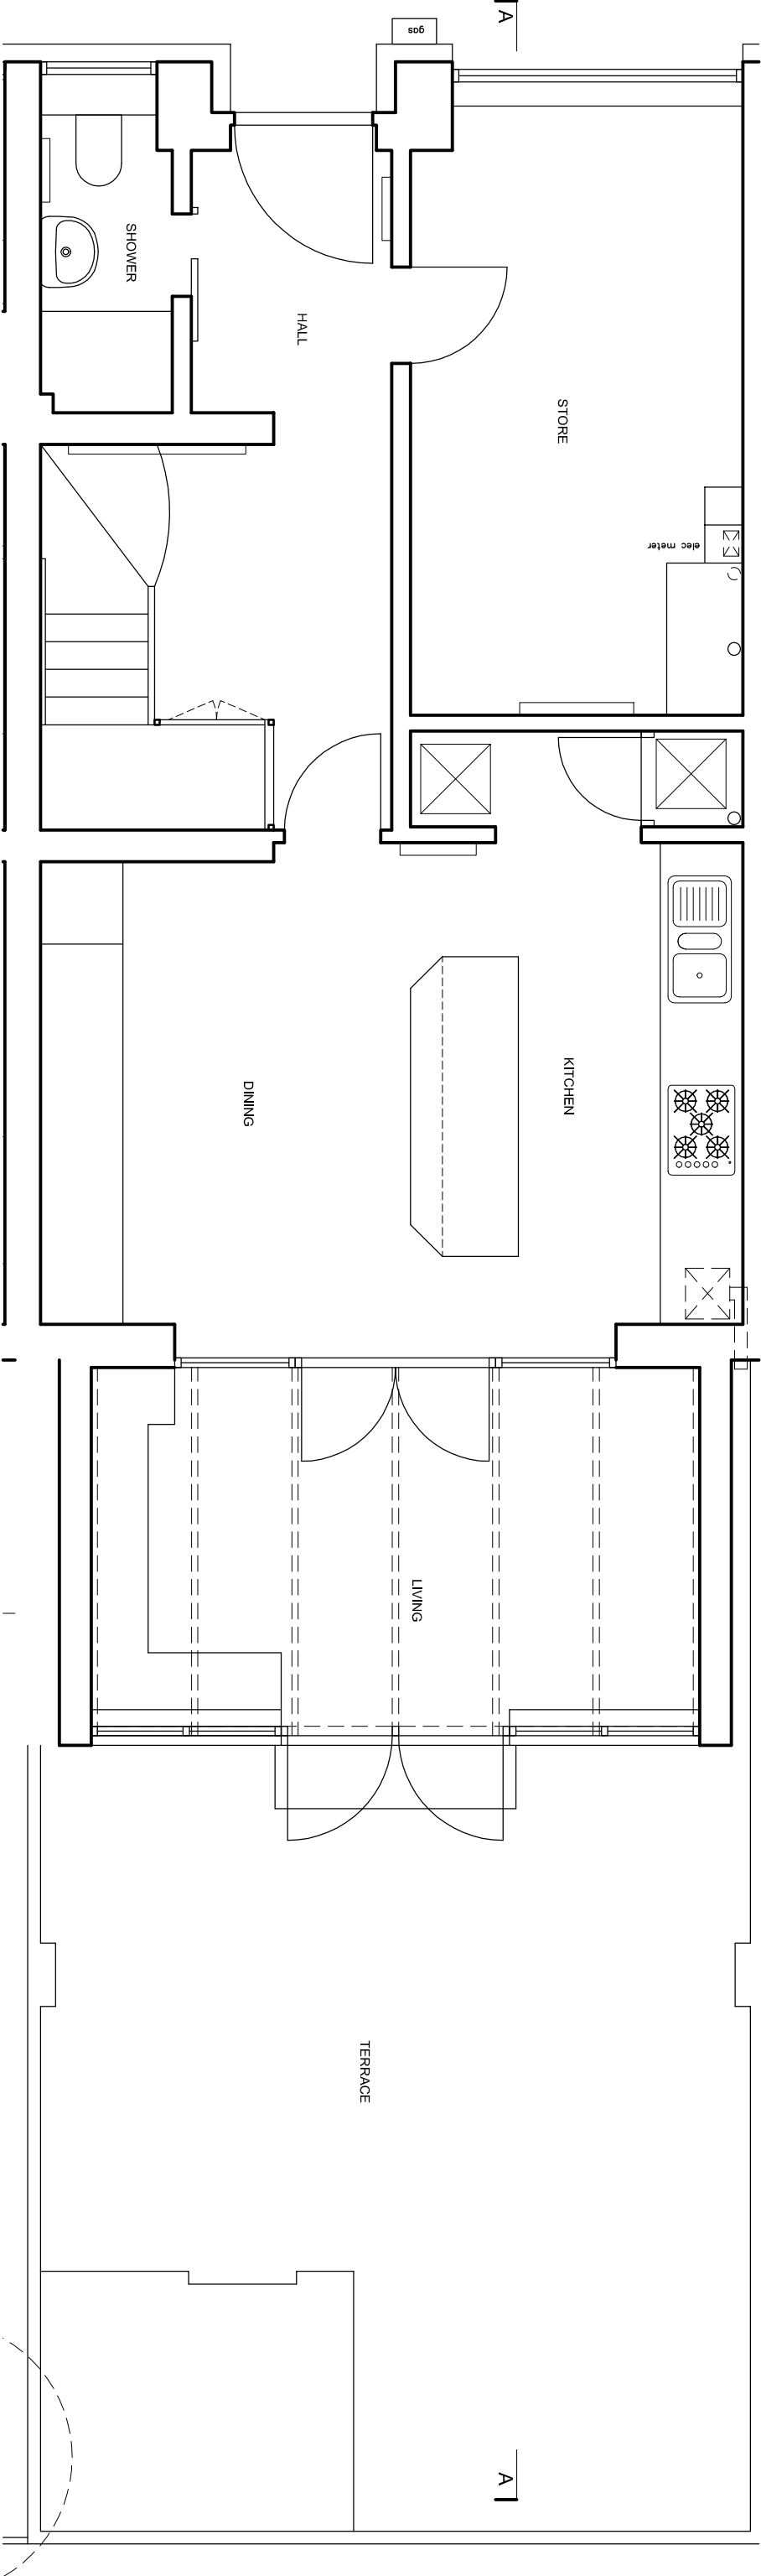 A
gas
SHOWER
HALL
STORE
elec meter
KITCHEN
DINING
LIVING
TERRACE
A